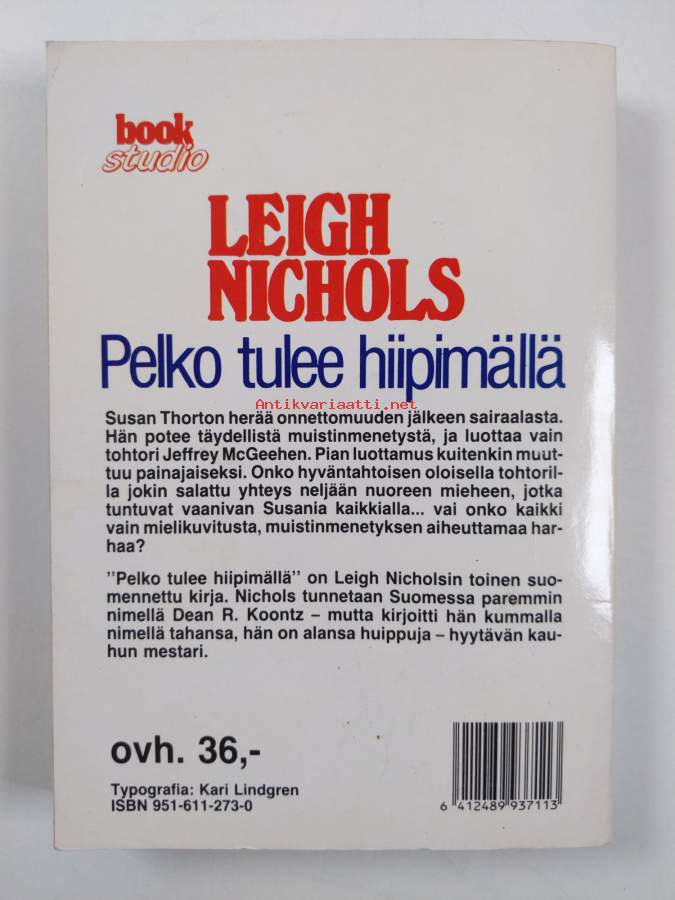 book
studio
LEIGH
NICHOLS
Pelko tulee hiipimällä
Antikvariaatti.net
Susan Thorton herää onnettomuuden jälkeen sairaalasta.
Hän potee täydellistä muistinmenetystä, ja luottaa vain
tohtori Jeffrey McGeehen. Pian luottamus kuitenkin muut-
tuu painajaiseksi. Onko hyväntahtoisen oloisella tohtoril-
la jokin salattu yhteys neljään nuoreen mieheen, jotka
tuntuvat vaanivan Susania kaikkialla... vai onko kaikki
vain mielikuvitusta, muistinmenetyksen aiheuttamaa har-
haa?
"Pelko tulee hiipimällä" on Leigh Nicholsin toinen suo-
mennettu kirja. Nichols tunnetaan Suomessa paremmin
nimellä Dean R. Koontz – mutta kirjoitti hän kummalla
nimellä tahansa, hän on alansa huippuja – hyytävän kau-
hun mestari.
ovh. 36,-
Typografia: Kari Lindgren
ISBN 951-611-273-0
6 412489 937113